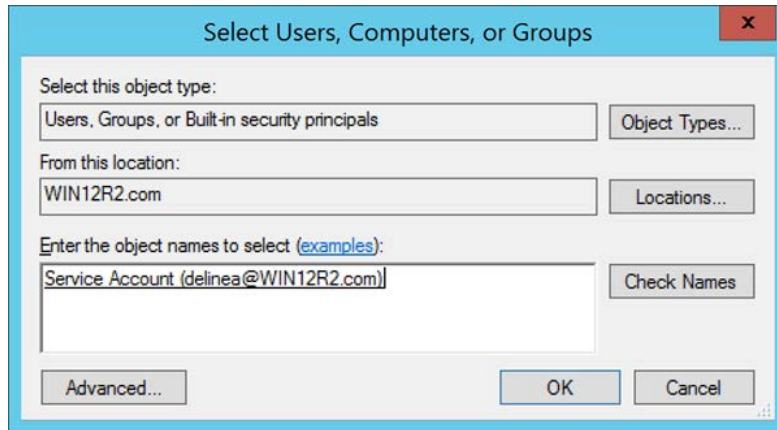 Select Users, Computers, or Groups
x
Select this object type:
Users, Groups, or Built-in security principals
Object Types...
From this location:
WIN12R2.com
Locations...
Enter the object names to select (examples):
Service Account (delinea@WIN12R2.com)
Check Names
Advanced...
OK
Cancel